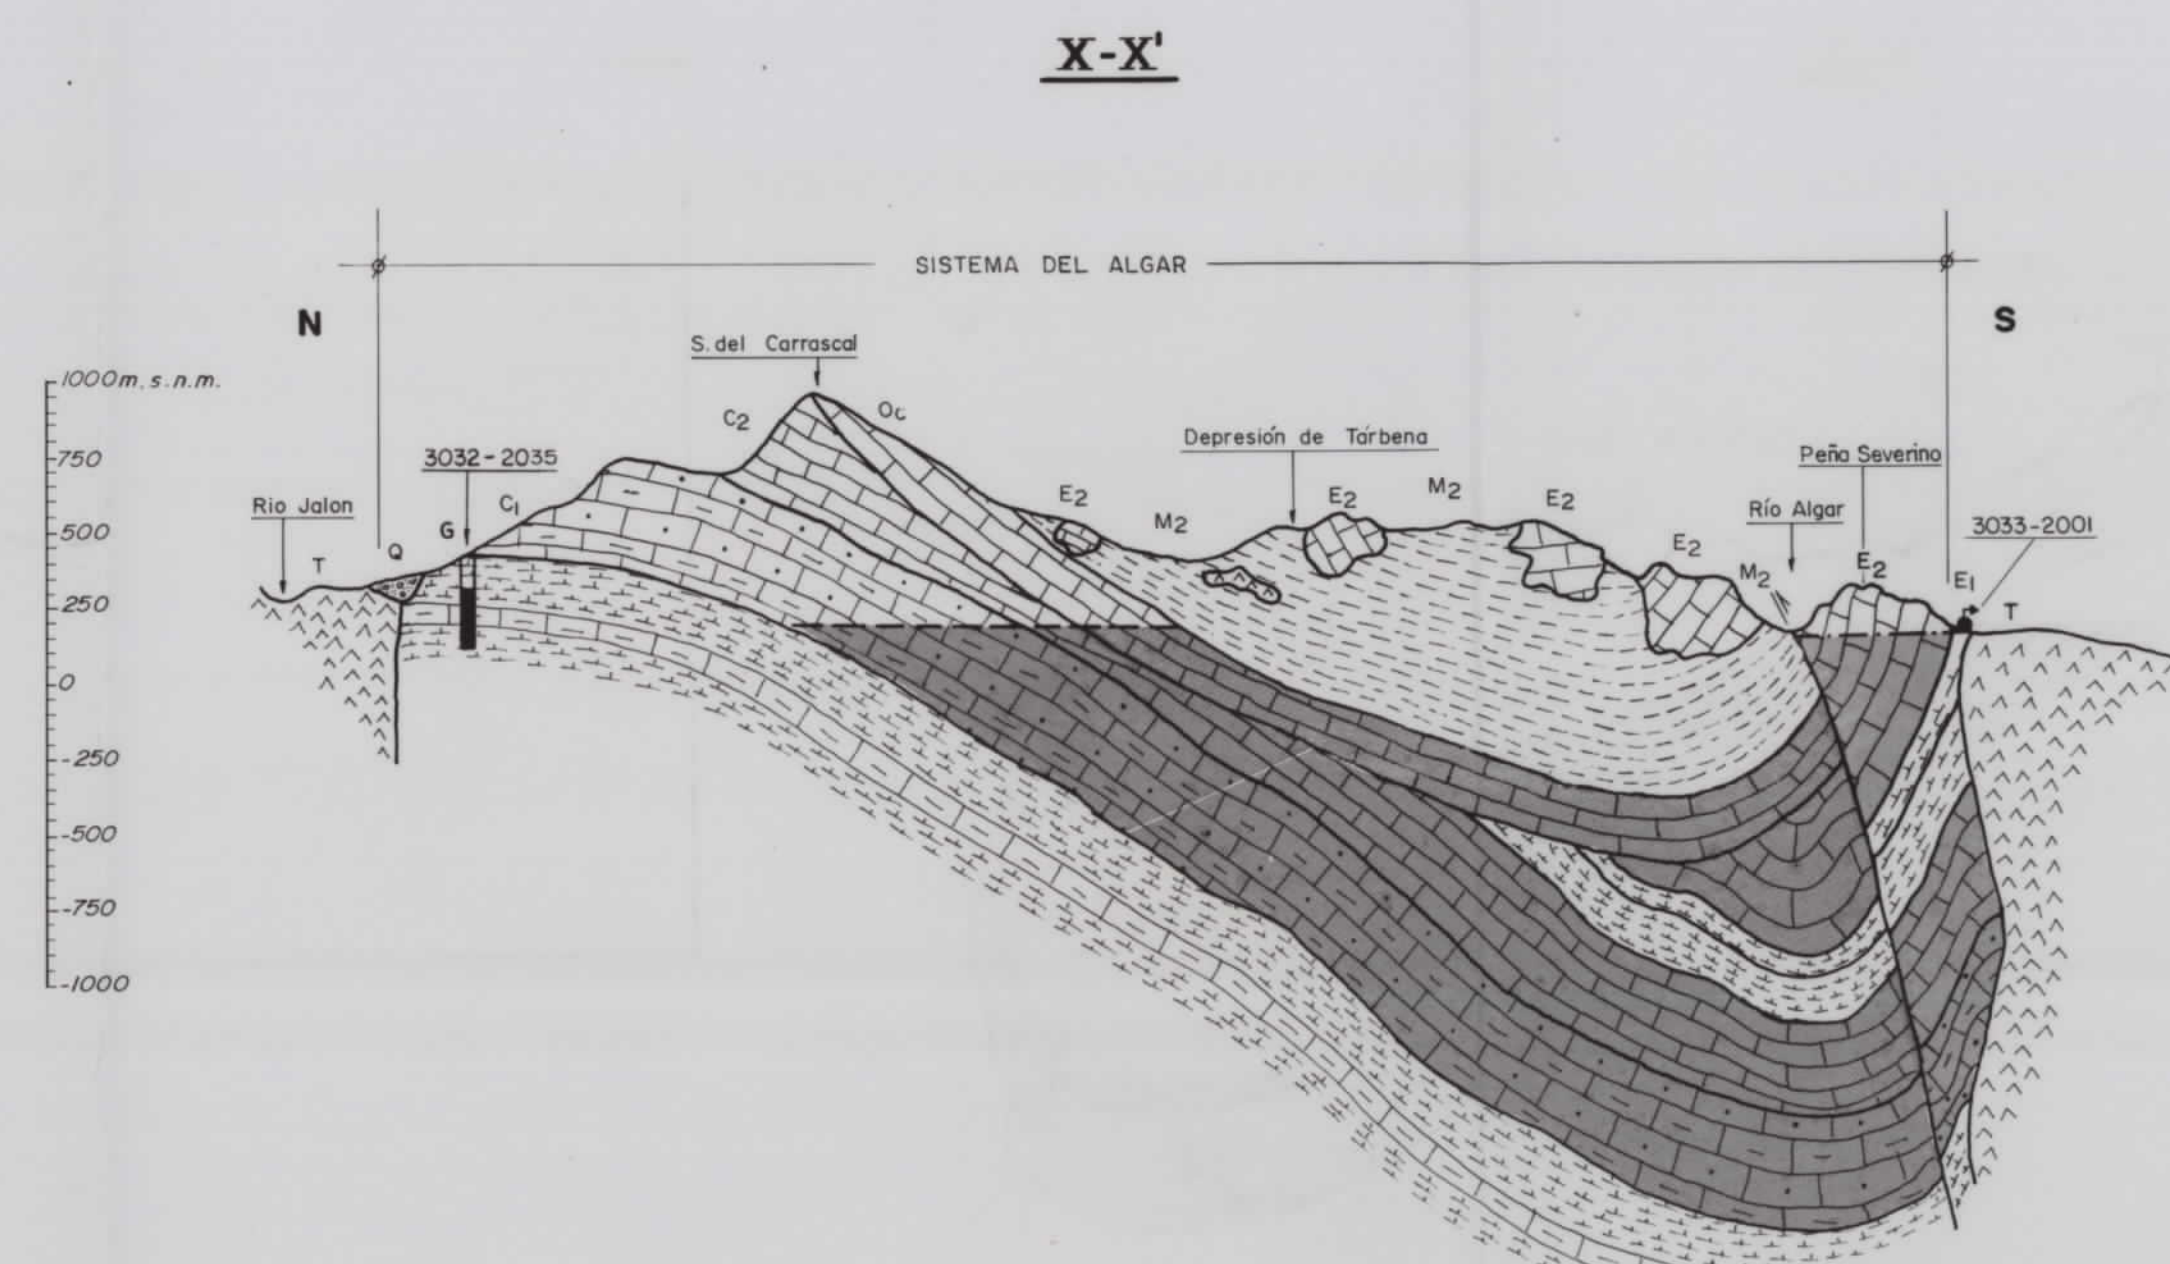 X-X'
SISTEMA DEL ALGAR
N
S
S. del Carrascal
1000 m. s.n.m.
C2
Oc
Depresión de Tárbena
Peña Severino
750
3032-2035
E2
M2
E2
M2
E2
Río Algar
Rio Jalon
C1
3033-2001
500
G
Q
T
E2
M2
E2
E1
T
250
0
-250
-500
-750
-1000